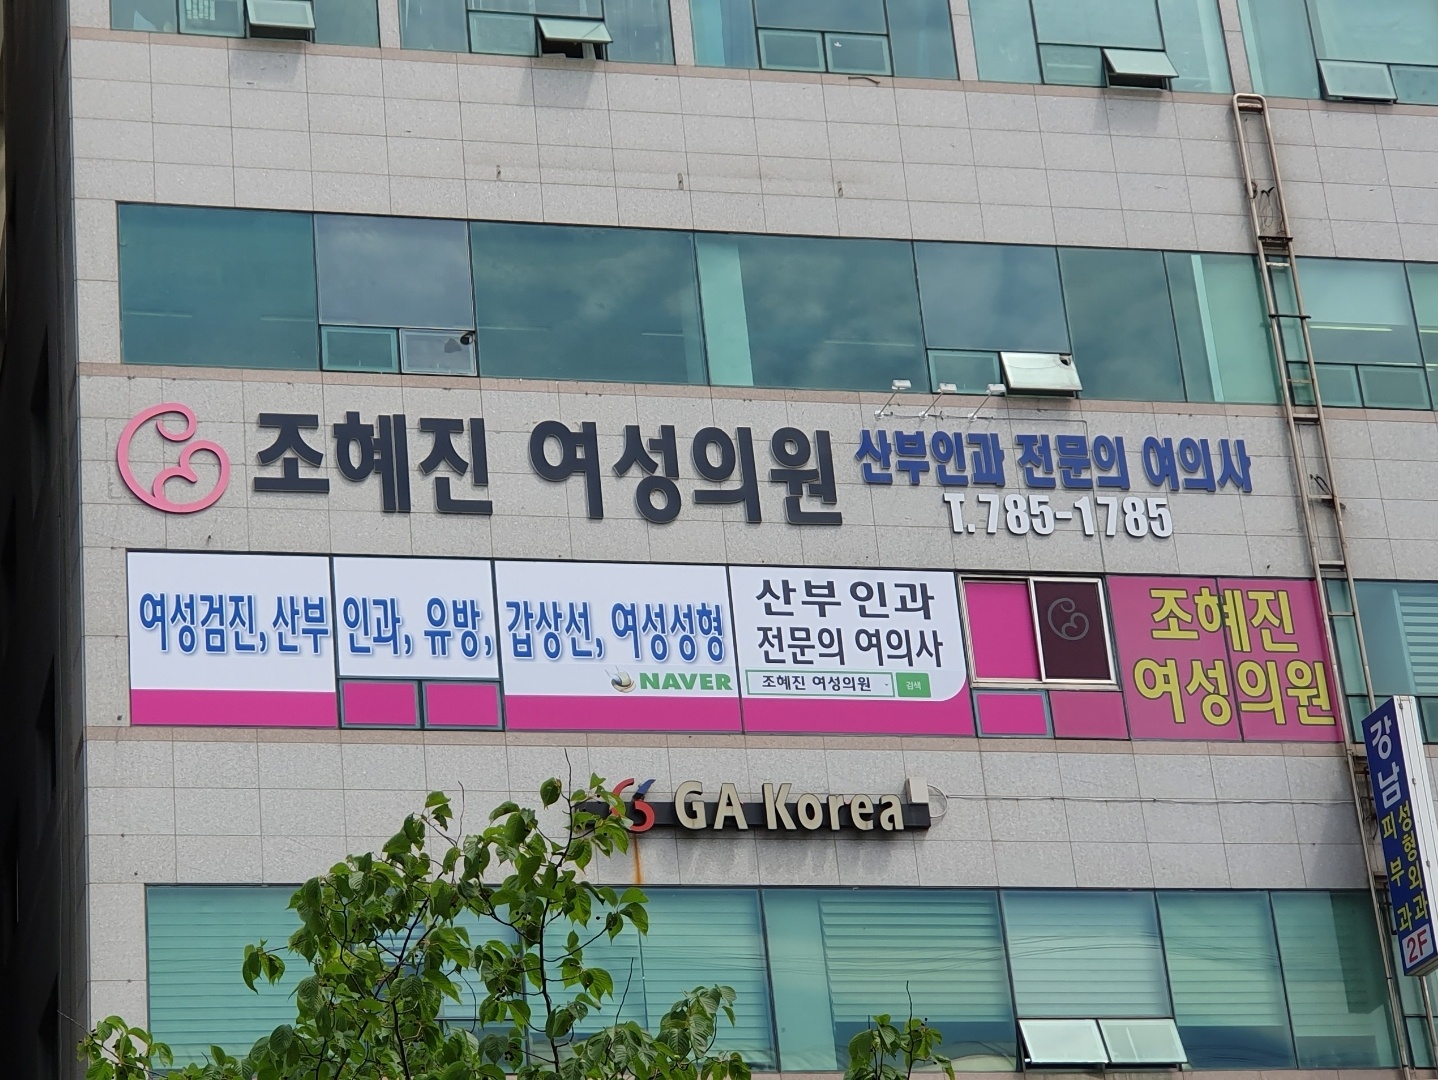 조혜진 여성의원
산부인과 전문의 여의사
T.785-1785
여성검진, 산부인과, 유방, 갑상선, 여성성형
NAVER
산부인과
전문의 여의사
조혜진 여성의원 검색
조혜진
여성의원
GA Korea
강남
성형외과
피부과
2F